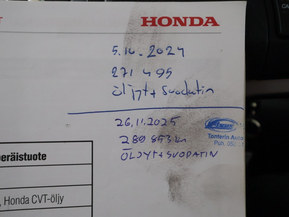 HONDA
5.10.2024
271 495
öljyt+suodatin
26.11.2025
280 853 km
ÖLJYT+SUODATIN
Honda CVT-öljy